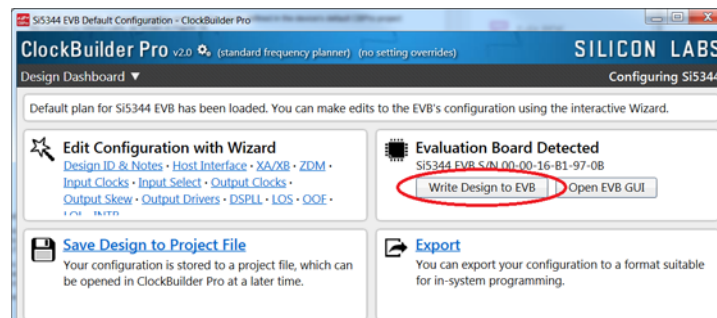 Si5344 EVB Default Configuration - ClockBuilder Pro
ClockBuilder Pro v2.0 (standard frequency planner) (no setting overrides) SILICON LABS
Design Dashboard ▼ Configuring Si5344
Default plan for Si5344 EVB has been loaded. You can make edits to the EVB's configuration using the interactive Wizard.
Edit Configuration with Wizard
Design ID & Notes · Host Interface · XA/XB · ZDM ·
Input Clocks · Input Select · Output Clocks ·
Output Skew · Output Drivers · DSPLL · LOS · OOF ·
LOL · INTR
Evaluation Board Detected
Si5344 EVB S/N 00-00-16-B1-97-0B
Write Design to EVB Open EVB GUI
Save Design to Project File
Your configuration is stored to a project file, which can
be opened in ClockBuilder Pro at a later time.
Export
You can export your configuration to a format suitable
for in-system programming.